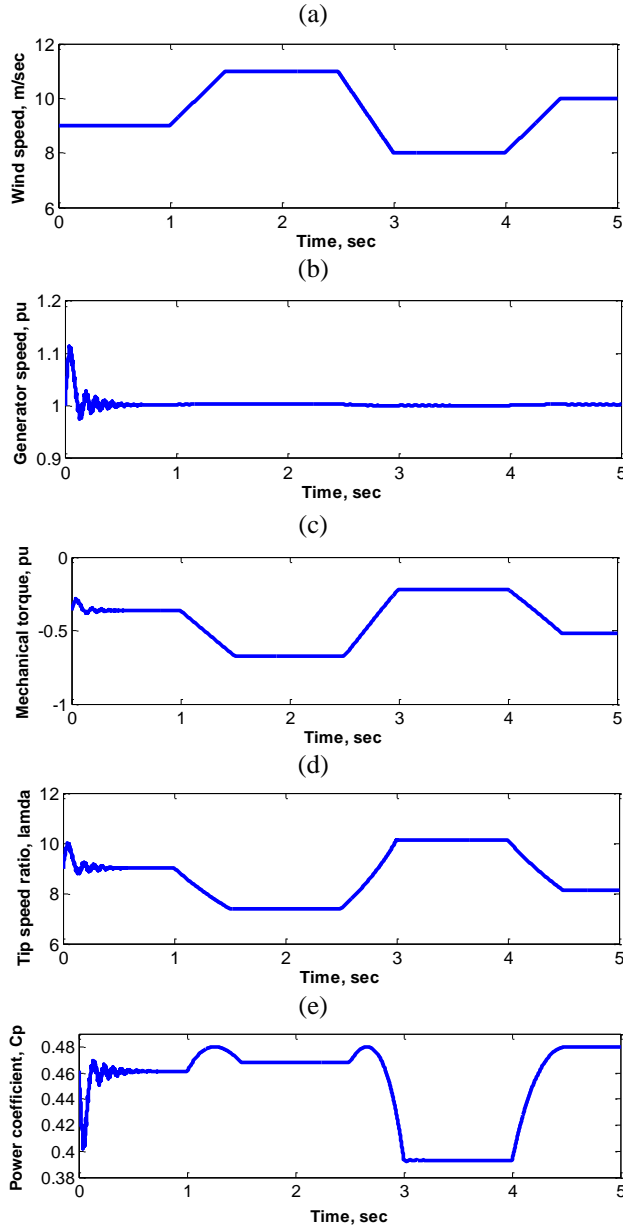 (a)
12
10
8
6
Wind speed, m/sec
0 1 2 3 4 5
Time, sec
(b)
1.2
1.1
1
0.9
Generator speed, pu
0 1 2 3 4 5
Time, sec
(c)
0
-0.5
-1
Mechanical torque, pu
0 1 2 3 4 5
Time, sec
(d)
12
10
8
6
Tip speed ratio, lamda
0 1 2 3 4 5
Time, sec
(e)
0.48
0.46
0.44
0.42
0.4
0.38
Power coefficient, Cp
0 1 2 3 4 5
Time, sec